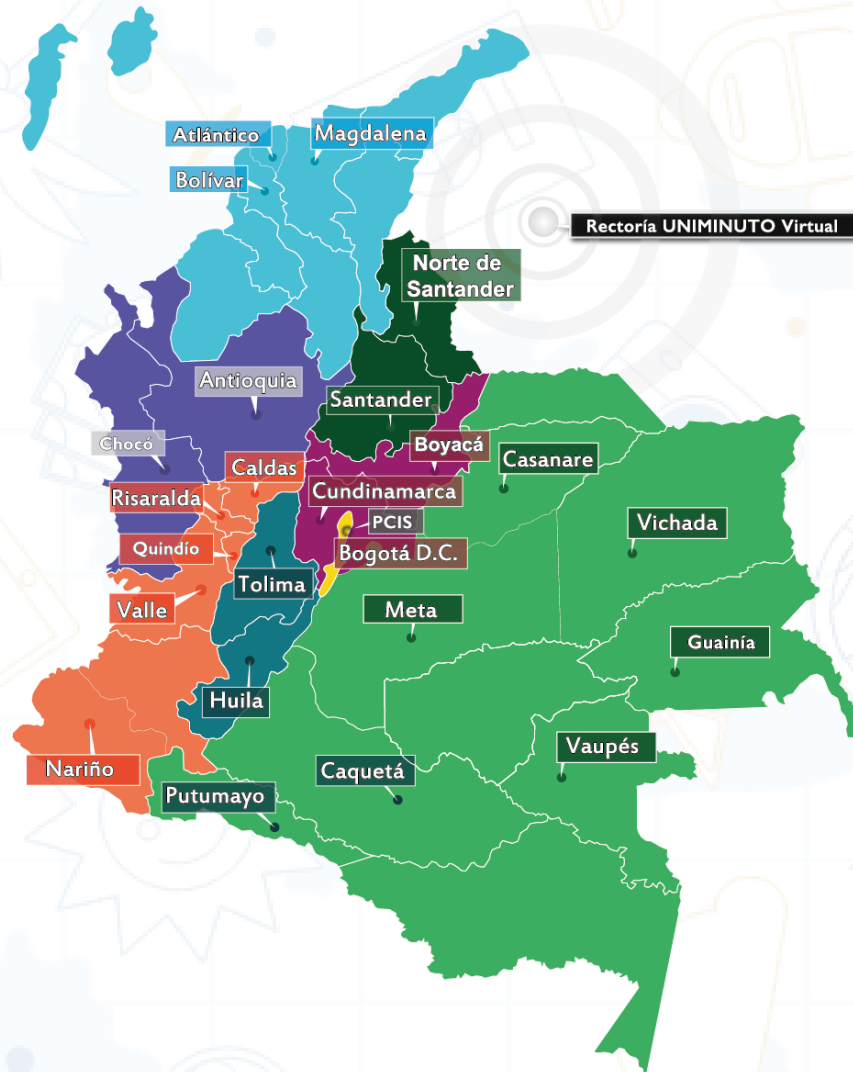 Atlántico
Magdalena
Bolívar
Rectoría UNIMINUTO Virtual
Norte de
Santander
Antioquia
Santander
Chocó
Boyacá
Caldas
Casanare
Risaralda
Cundinamarca
PCIS
Vichada
Quindío
Bogotá D.C.
Tolima
Valle
Meta
Guainía
Huila
Vaupés
Nariño
Caquetá
Putumayo